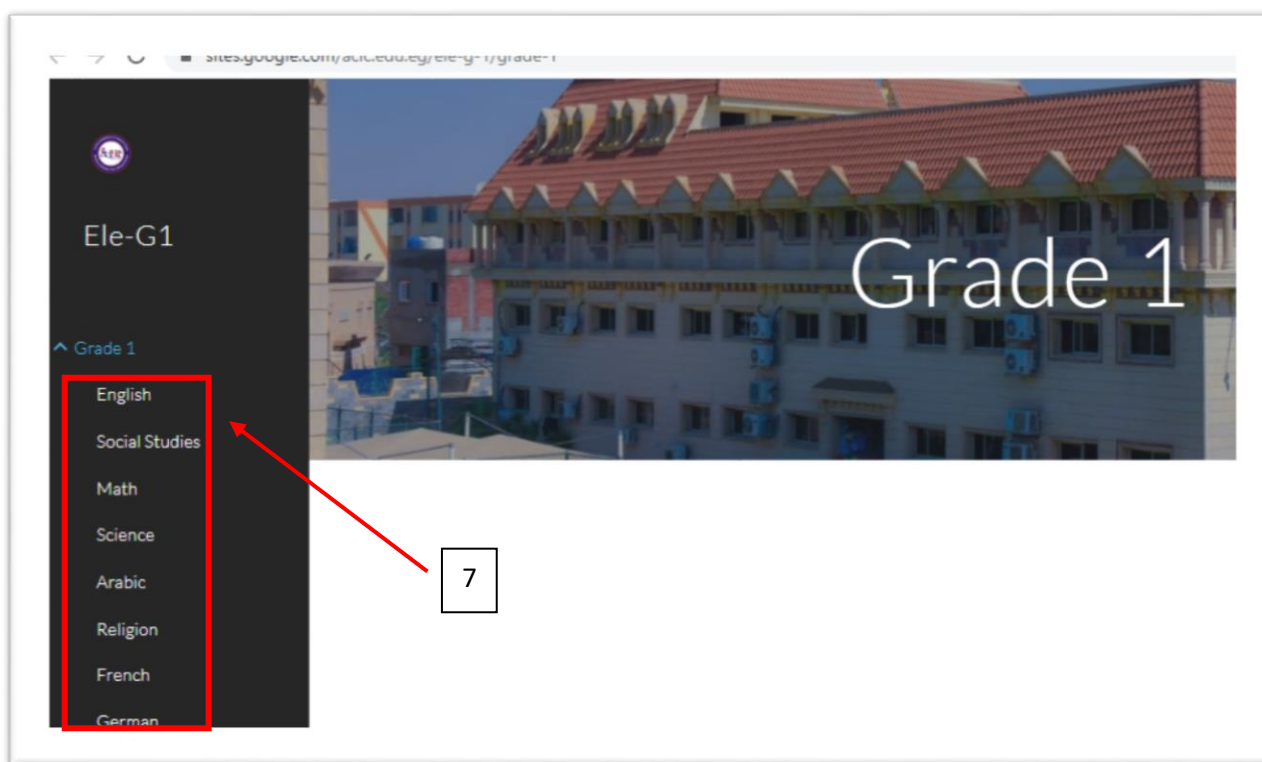 sites.google.com/acic.edu.eg/ele-g-1/grade-1
Ele-G1
Grade 1
Grade 1
English
Social Studies
Math
Science
Arabic
Religion
French
German
7